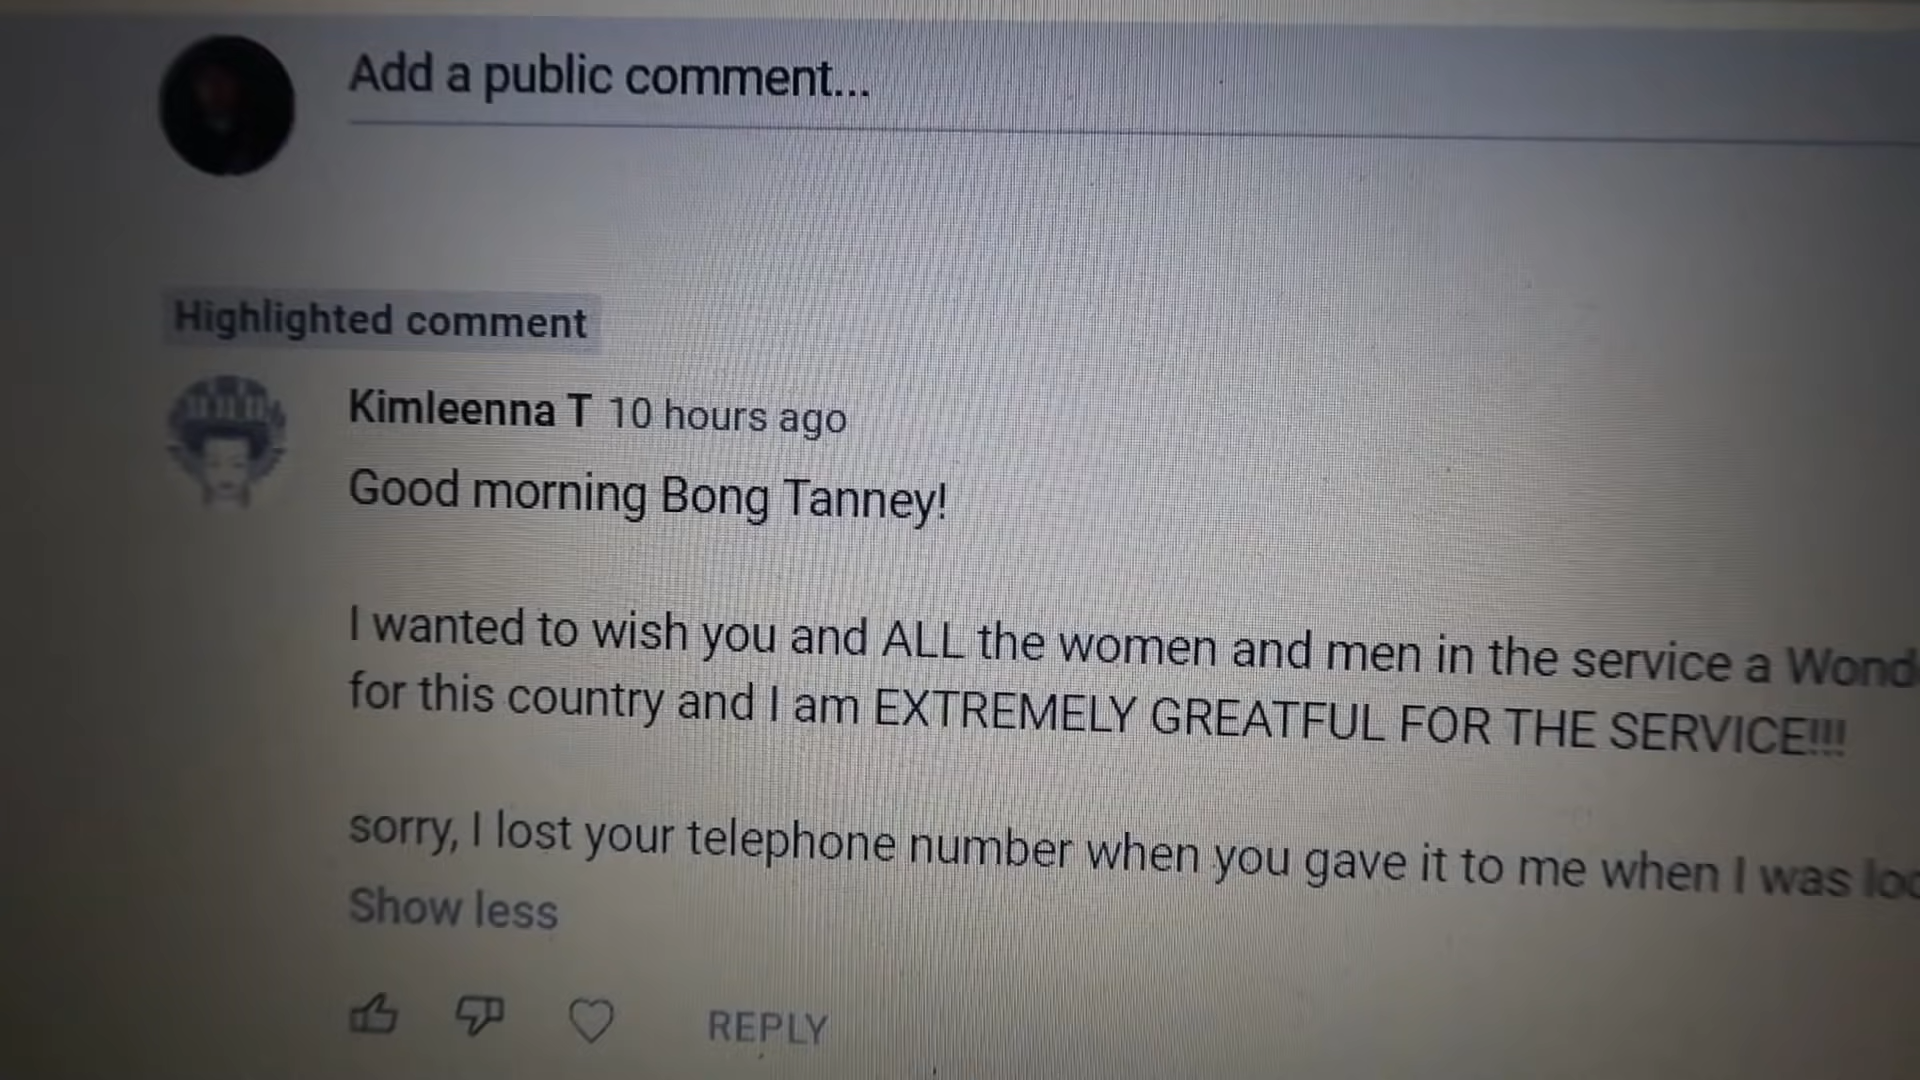 Add a public comment...
Highlighted comment
Kimleenna T 10 hours ago
Good morning Bong Tanney!
I wanted to wish you and ALL the women and men in the service a
for this country and I am EXTREMELY GREATFUL FOR THE SERVICE!!!
sorry, I lost your telephone number when you gave it to me when I was
Show less
REPLY